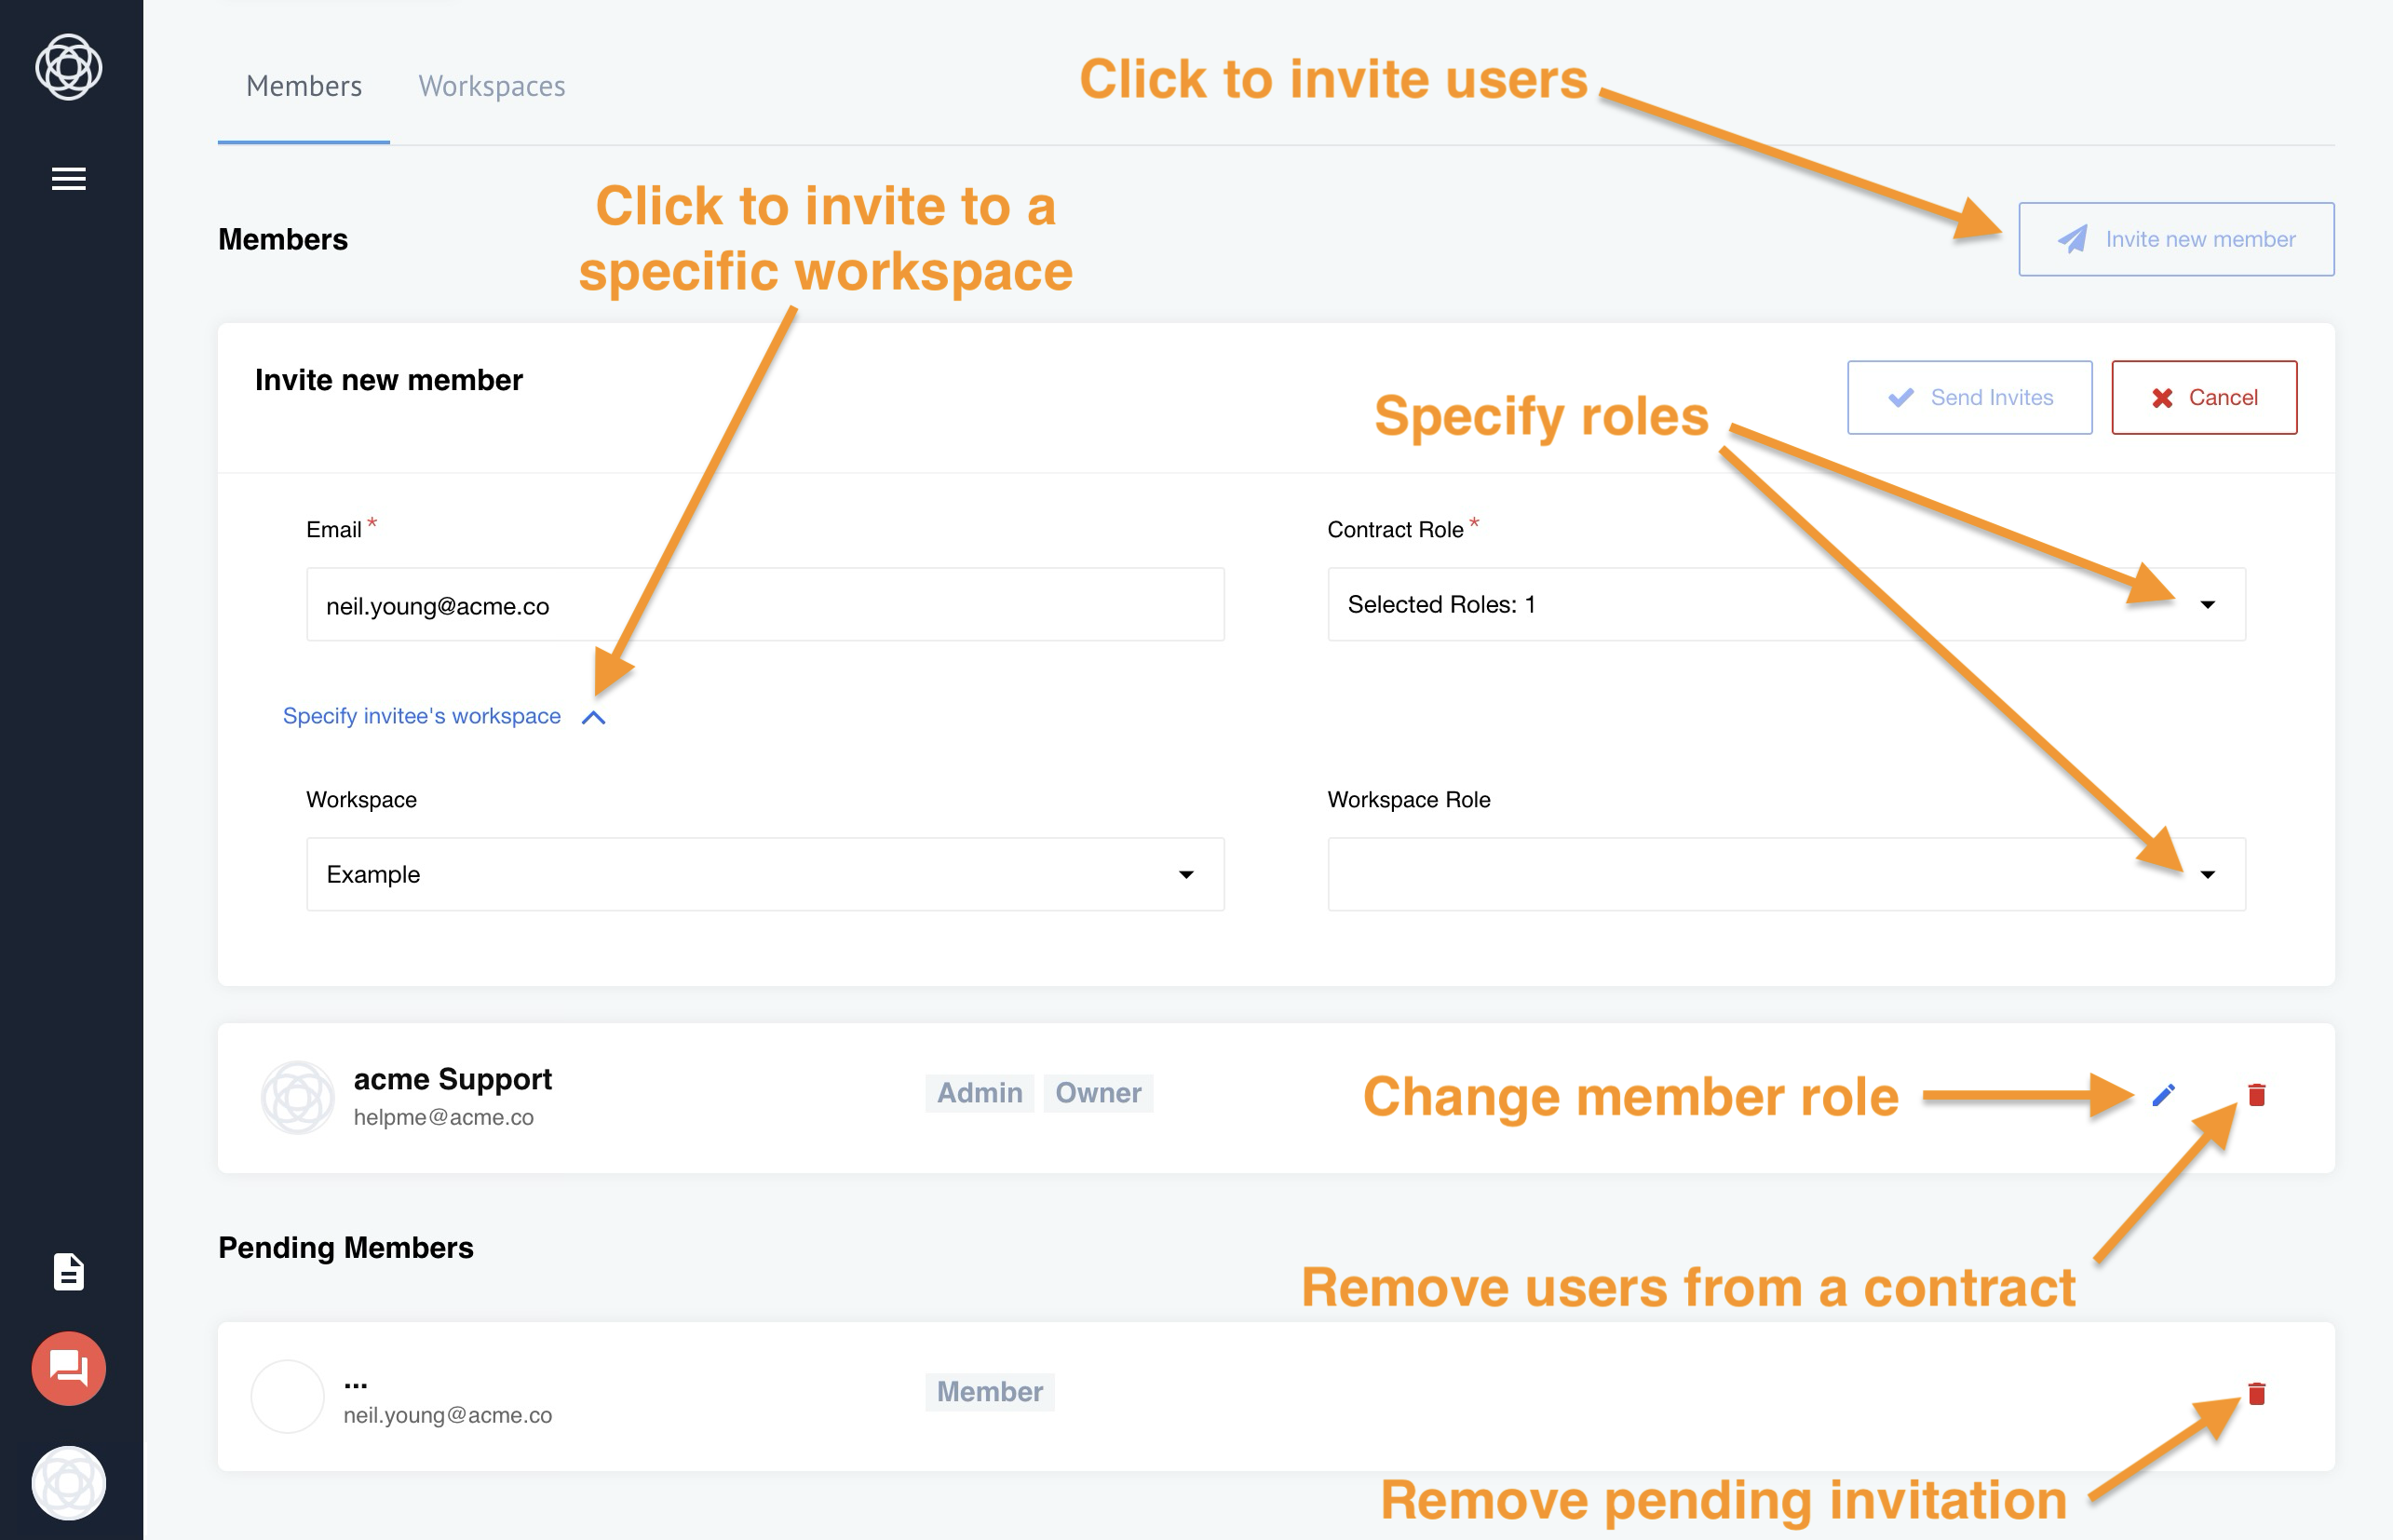 Members Workspaces
Click to invite users
Click to invite to a
specific workspace
Members
Invite new member
Invite new member
Specify roles
Send Invites
Cancel
Email *
Contract Role *
neil.young@acme.co
Selected Roles: 1
Specify invitee's workspace
Workspace
Workspace Role
Example
acme Support
helpme@acme.co
Admin Owner
Change member role
Pending Members
Remove users from a contract
...
neil.young@acme.co
Member
Remove pending invitation